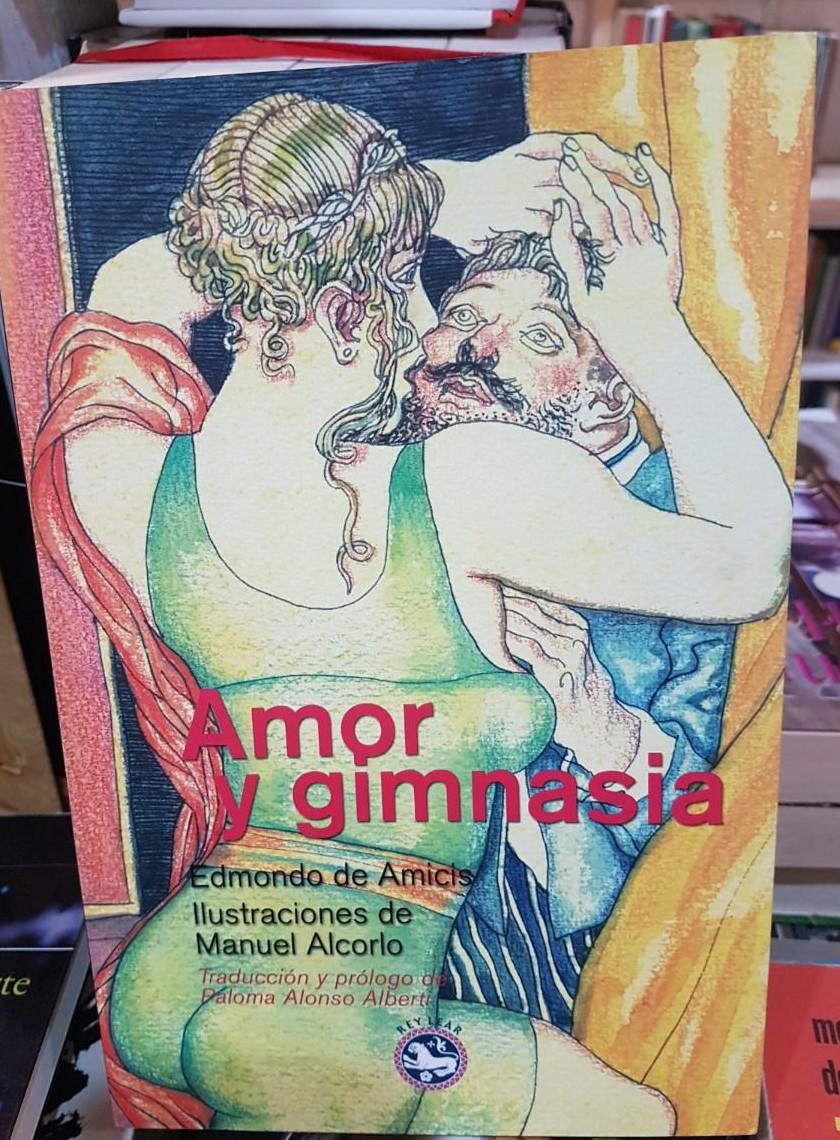 Amor
y gimnasia
Edmondo de Amicis
Ilustraciones de
Manuel Alcorlo
Traducción y prólogo de
Paloma Alonso Alberti
REY LEAR